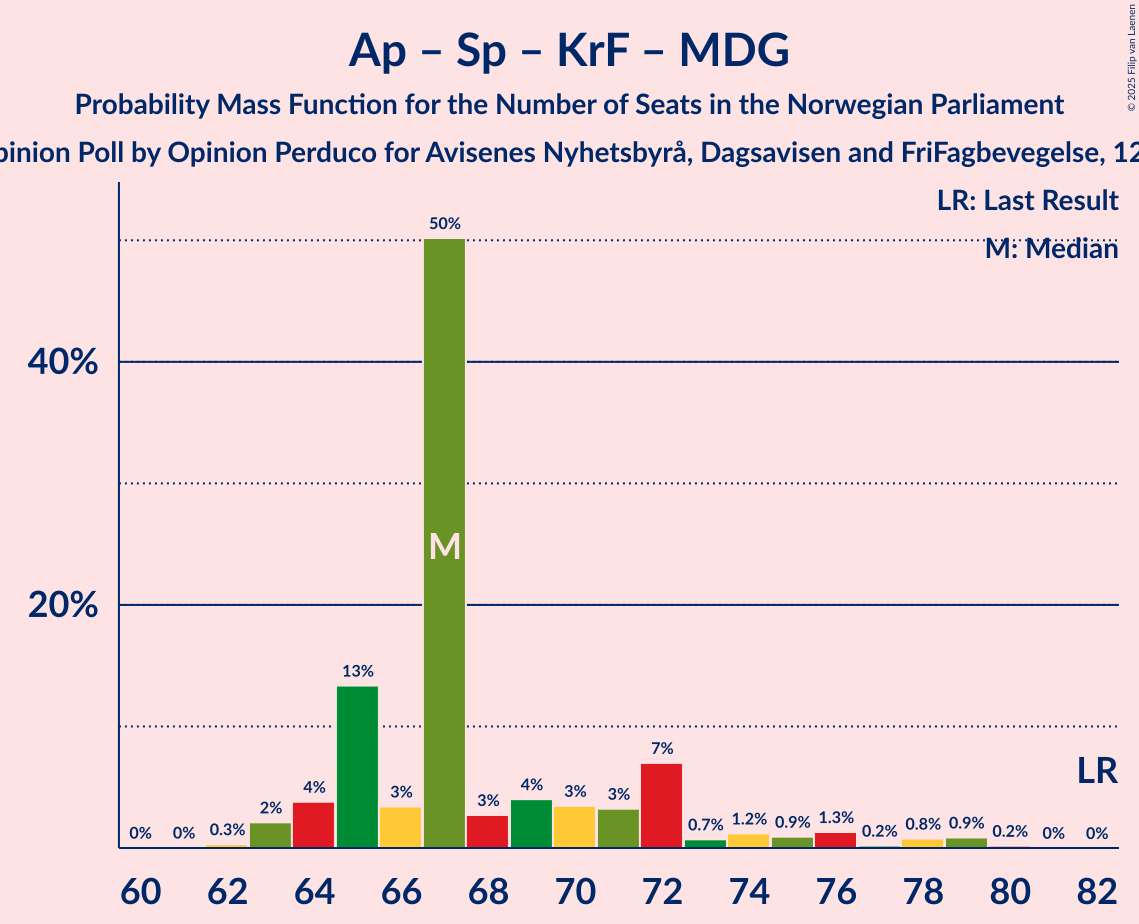 Ap – Sp – KrF – MDG
Probability Mass Function for the Number of Seats in the Norwegian Parliament
pinion Poll by Opinion Perduco for Avisenes Nyhetsbyrå, Dagsavisen and FriFagbevegelse, 12
© 2025 Filip van Laenen
LR: Last Result
M: Median
50%
40%
M
20%
13%
7%
LR
0% 0% 0.3% 2% 4% 3% 3% 4% 3% 3% 0.7% 1.2% 0.9% 1.3% 0.2% 0.8% 0.9% 0.2% 0% 0%
60 62 64 66 68 70 72 74 76 78 80 82